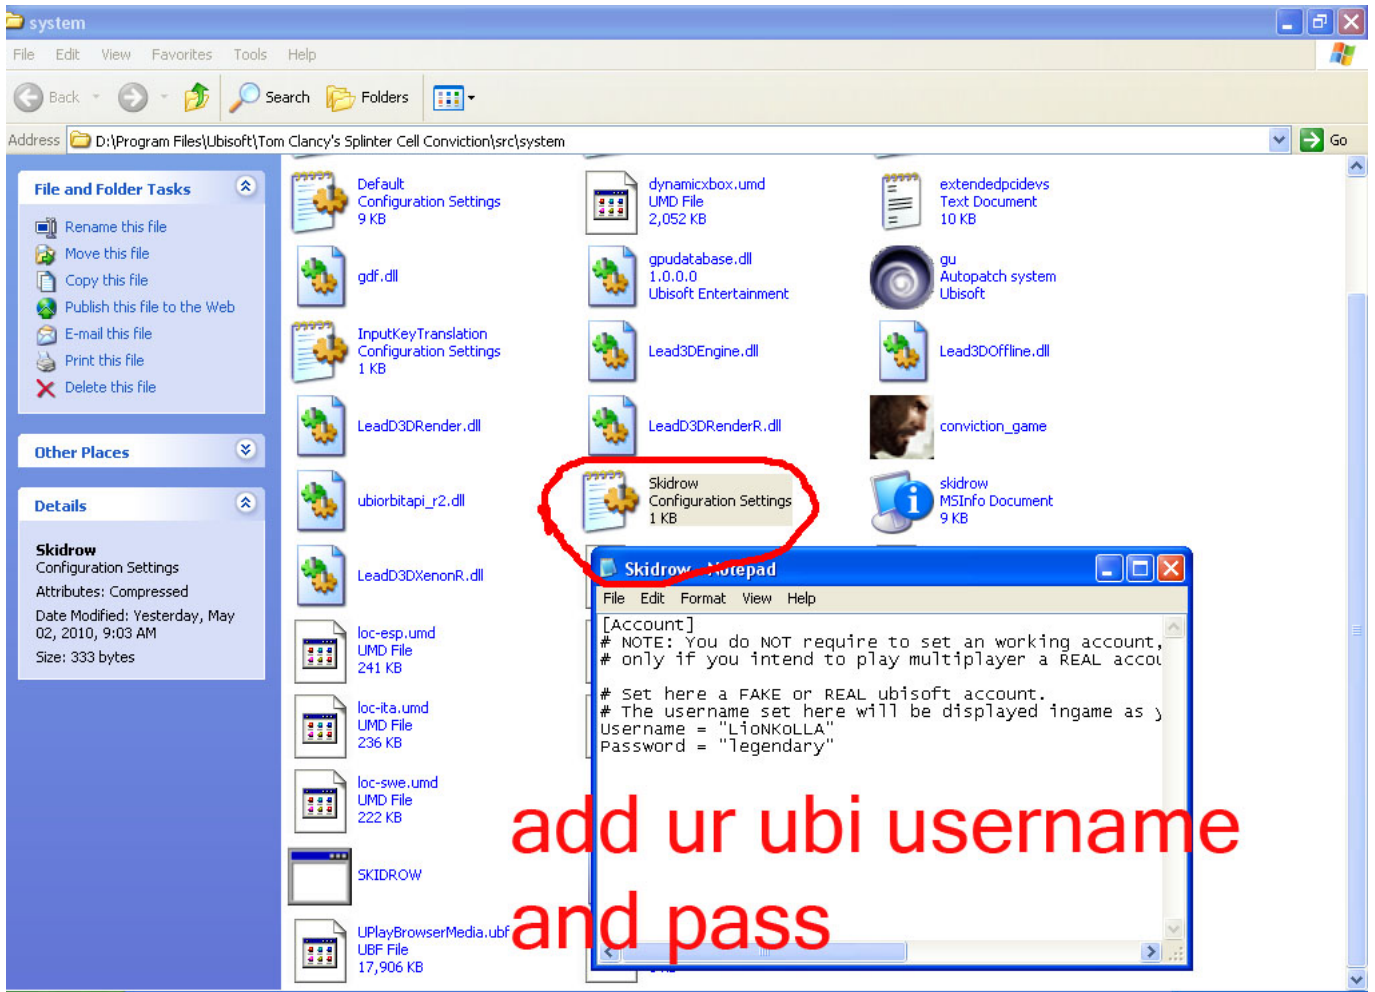 system
File Edit View Favorites Tools Help
Back Search Folders
Address D:\Program Files\Ubisoft\Tom Clancy's Splinter Cell Conviction\src\system Go
File and Folder Tasks
Rename this file
Move this file
Copy this file
Publish this file to the Web
E-mail this file
Print this file
Delete this file
Other Places
Details
Skidrow
Configuration Settings
Attributes: Compressed
Date Modified: Yesterday, May
02, 2010, 9:03 AM
Size: 333 bytes
Default
Configuration Settings
9 KB
dynamicxbox.umd
UMD File
2,052 KB
extendedpcidevs
Text Document
10 KB
gdf.dll
gpudatabase.dll
1.0.0.0
Ubisoft Entertainment
gu
Autopatch system
Ubisoft
InputKeyTranslation
Configuration Settings
1 KB
Lead3DEngine.dll
Lead3DOffline.dll
LeadD3DRender.dll
LeadD3DRenderR.dll
conviction_game
ubiorbitapi_r2.dll
Skidrow
Configuration Settings
1 KB
skidrow
MSInfo Document
9 KB
LeadD3DXenonR.dll
loc-esp.umd
UMD File
241 KB
loc-ita.umd
UMD File
236 KB
loc-swe.umd
UMD File
222 KB
SKIDROW
UPlayBrowserMedia.ubf
UBF File
17,906 KB
Skidrow - Notepad
File Edit Format View Help
[Account]
# NOTE: You do NOT require to set an working account,
# only if you intend to play multiplayer a REAL accou
# Set here a FAKE or REAL ubisoft account.
# The username set here will be displayed ingame as y
Username = "LioNKoLLA"
Password = "legendary"
add ur ubi username
and pass